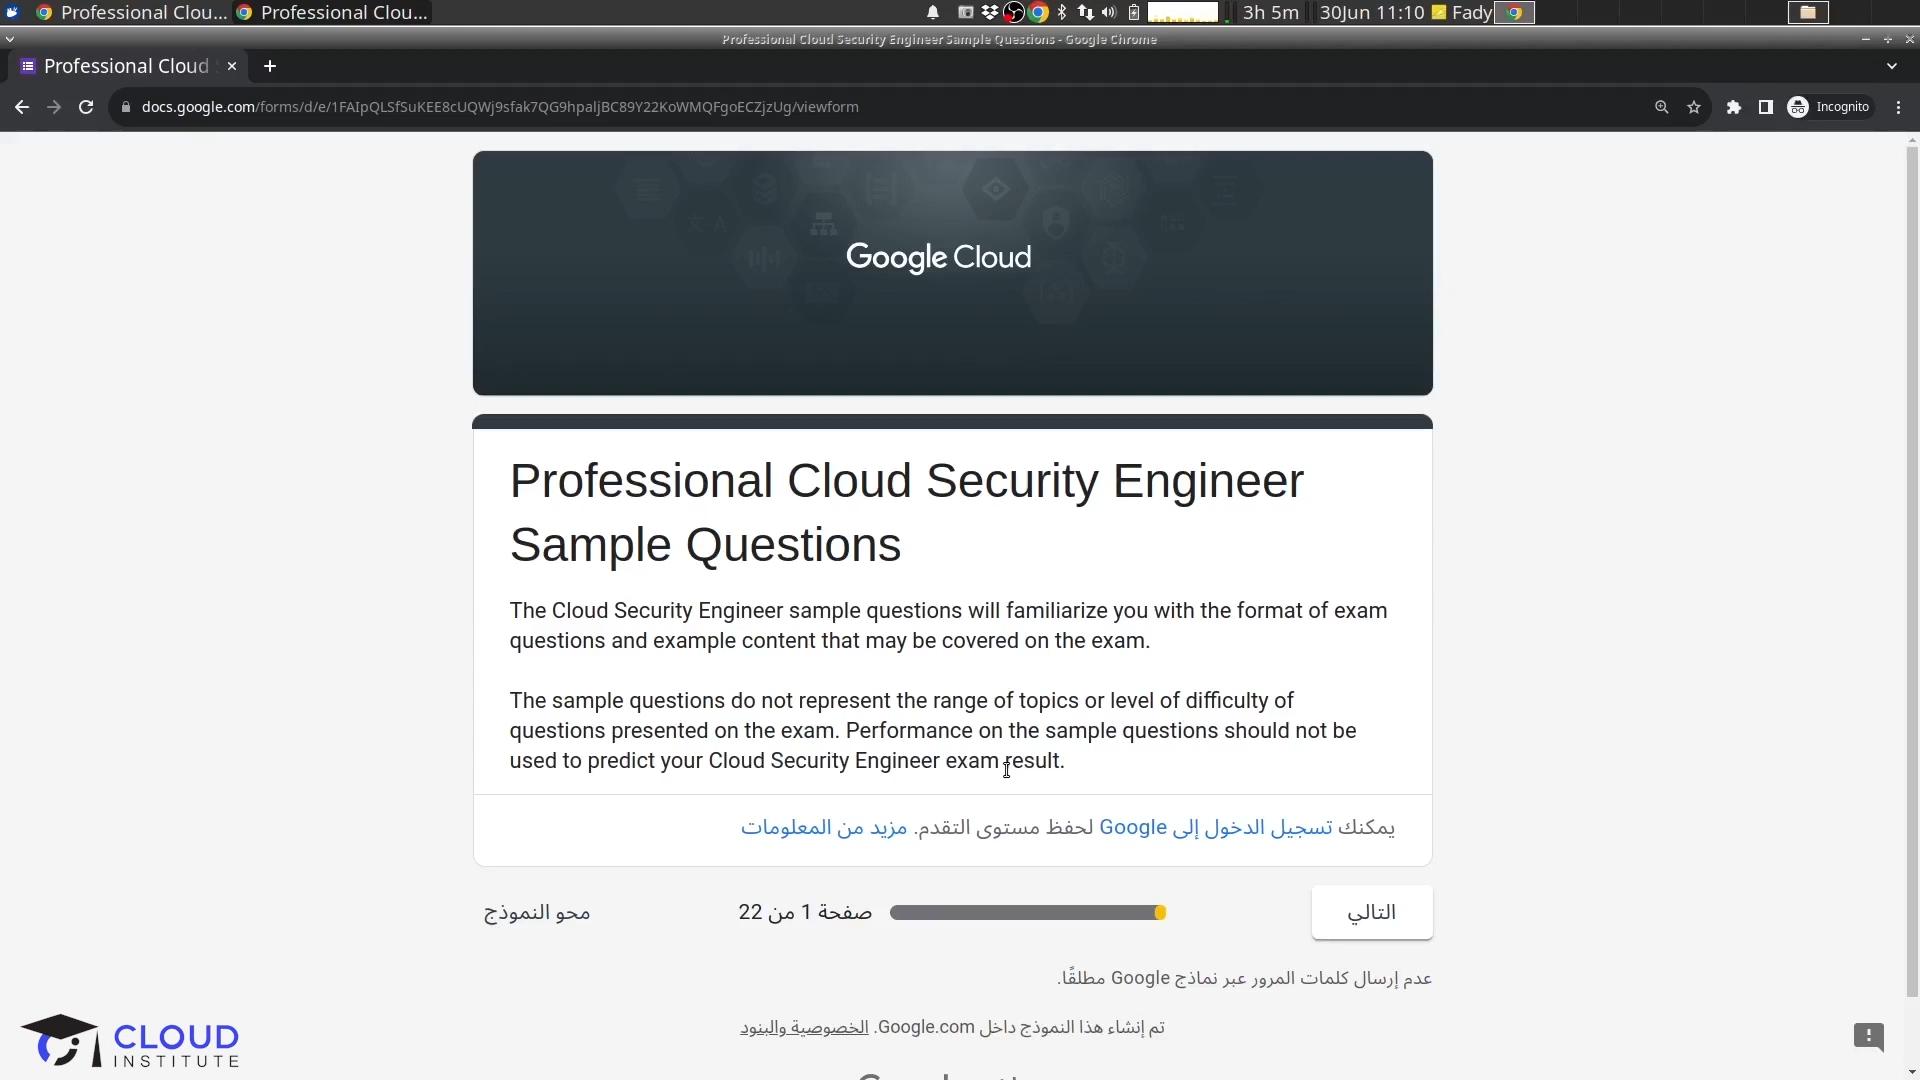 Professional Clou... Professional Clou... 3h 5m 30Jun 11:10 Fady
Professional Cloud Security Engineer Sample Questions - Google Chrome
Professional Cloud
docs.google.com/forms/d/e/1FAIpQLSfSuKEE8cUQWj9sfak7QG9hpaljBC89Y22KoWMQFgoECZjzUg/viewform Incognito
Google Cloud
Professional Cloud Security Engineer
Sample Questions
The Cloud Security Engineer sample questions will familiarize you with the format of exam
questions and example content that may be covered on the exam.
The sample questions do not represent the range of topics or level of difficulty of
questions presented on the exam. Performance on the sample questions should not be
used to predict your Cloud Security Engineer exam result.
يمكنك تسجيل الدخول إلى Google لحفظ مستوى التقدم. مزيد من المعلومات
التالي
صفحة 1 من 22
محو النموذج
عدم إرسال كلمات المرور عبر نماذج Google مطلقًا.
تم إنشاء هذا النموذج داخل Google.com. الخصوصية والبنود
CLOUD
INSTITUTE